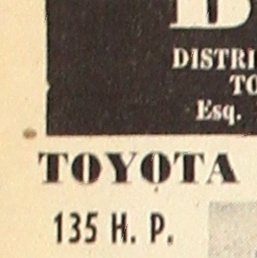 B
DISTRI
TO
Esq.
TOYOTA
135 H. P.